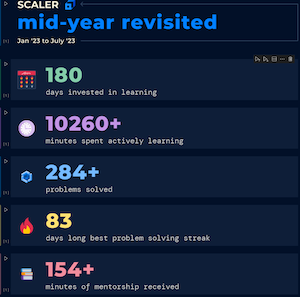 SCALER
mid-year revisited
Jan '23 to July '23
180
days invested in learning
10260+
minutes spent actively learning
284+
problems solved
83
days long best problem solving streak
154+
minutes of mentorship received